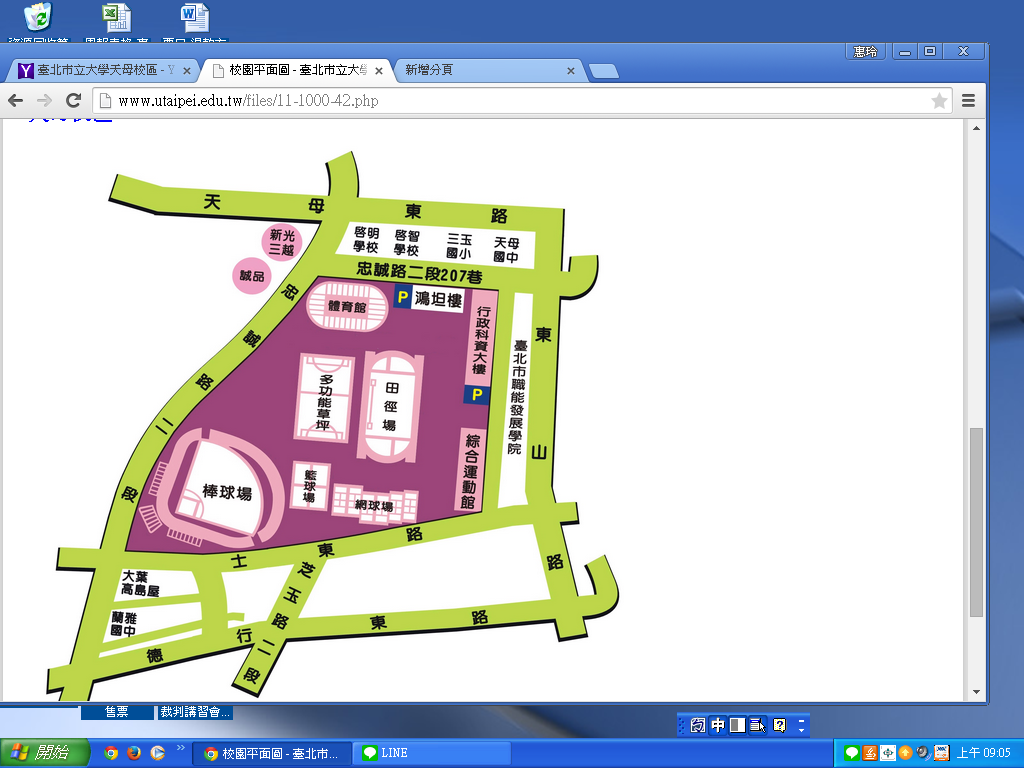 惠玲
臺北市立大學天母校區 - Y
校園平面圖 - 臺北市立大學
新增分頁
www.utaipei.edu.tw/files/11-1000-42.php
天母東路
新光
三越
誠品
啓明
學校
啓智
學校
三玉
國小
天母
國中
忠誠路二段207巷
忠誠路二段
體育館
P
鴻坦樓
行政科資大樓
P
臺北市職能發展學院
東山路
多功能草坪
田徑場
綜合運動館
棒球場
籃球場
網球場
士東路
芝玉路二段
大葉
高島屋
蘭雅
國中
德行東路
售票
裁判講習會...
中
開始
校園平面圖 - 臺北市...
LINE
上午 09:05